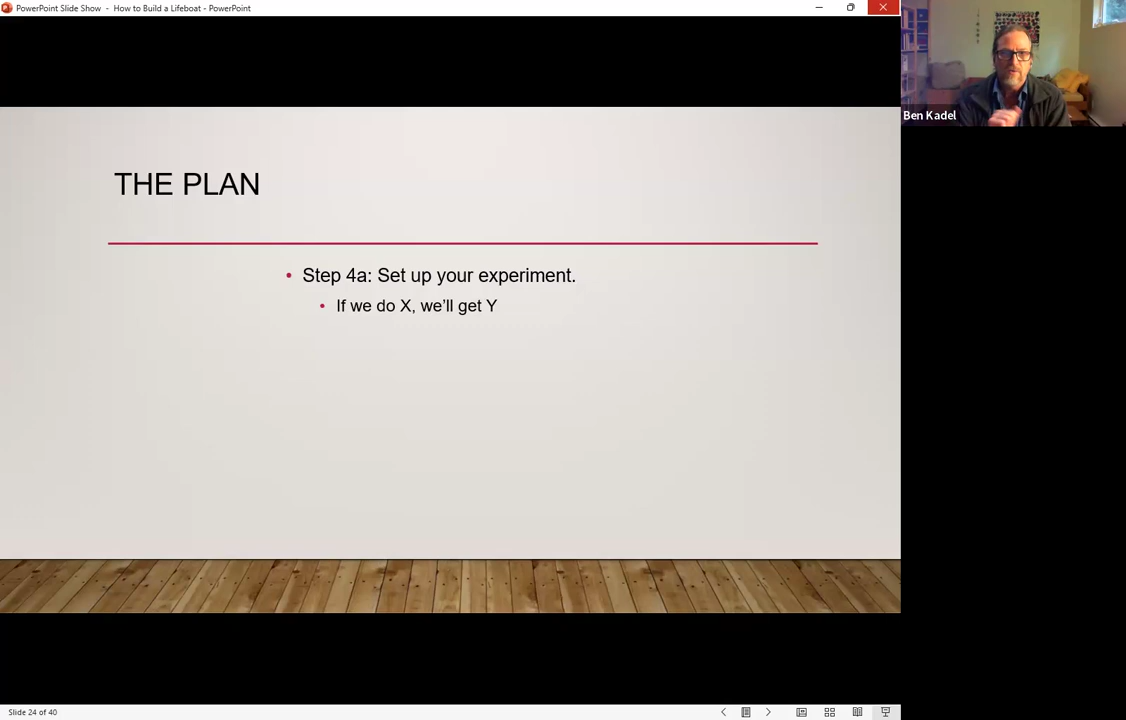 PowerPoint Slide Show - How to Build a Lifeboat - PowerPoint
Ben Kadel
THE PLAN
• Step 4a: Set up your experiment.
• If we do X, we’ll get Y
Slide 24 of 40